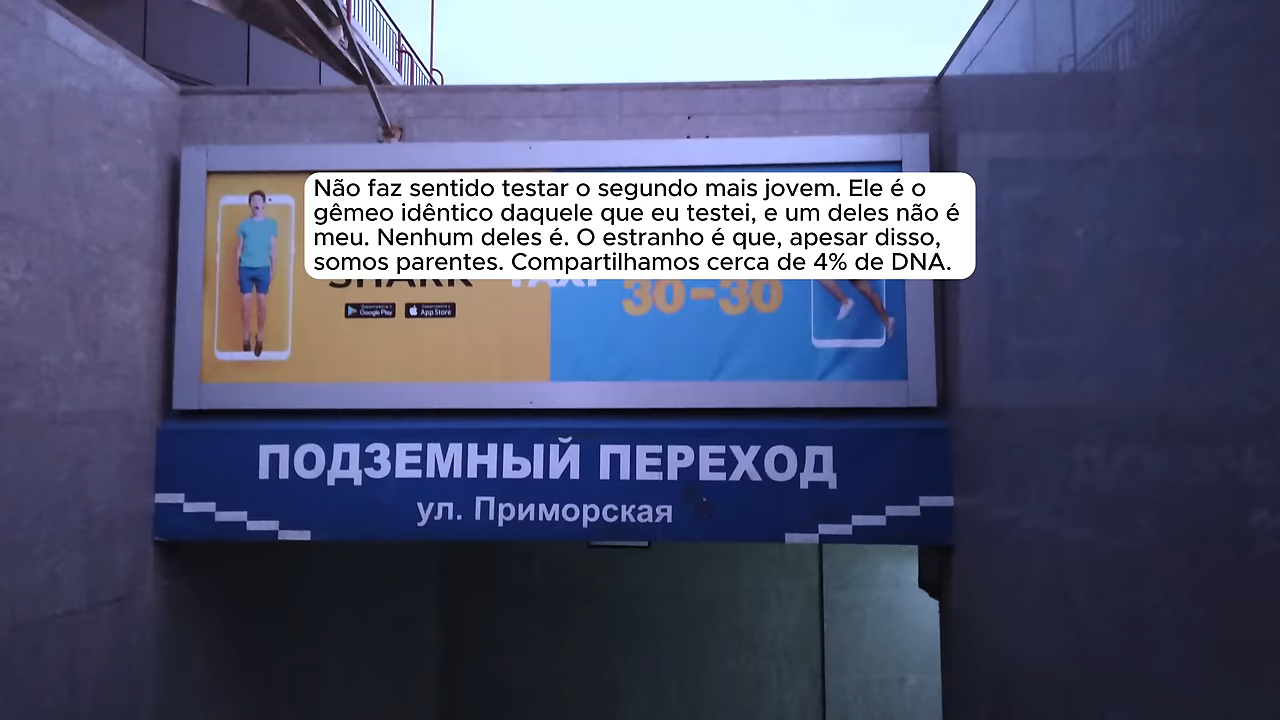 Não faz sentido testar o segundo mais jovem. Ele é o
gêmeo idêntico daquele que eu testei, e um deles não é
meu. Nenhum deles é. O estranho é que, apesar disso,
somos parentes. Compartilhamos cerca de 4% de DNA.
SHARK TAXI
30-30
Google Play App Store
ПОДЗЕМНЫЙ ПЕРЕХОД
ул. Приморская